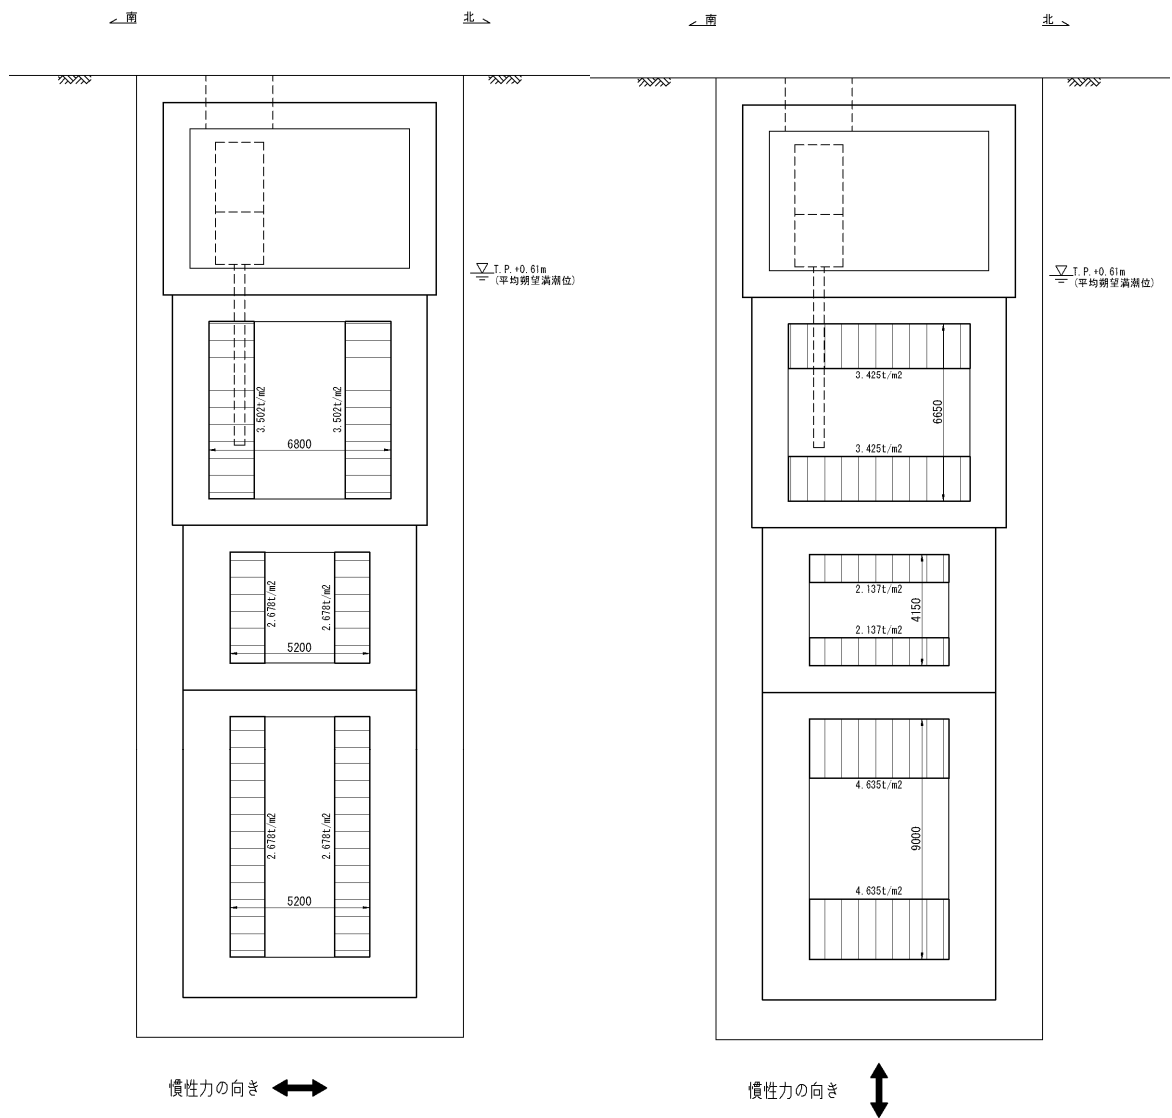 南
北
T.P.+0.61m
(平均朔望満潮位)
3.502t/m2
3.502t/m2
6800
2.678t/m2
2.678t/m2
5200
2.678t/m2
2.678t/m2
5200
慣性力の向き
南
北
T.P.+0.61m
(平均朔望満潮位)
3.425t/m2
6650
3.425t/m2
2.137t/m2
4150
2.137t/m2
4.635t/m2
9000
4.635t/m2
慣性力の向き